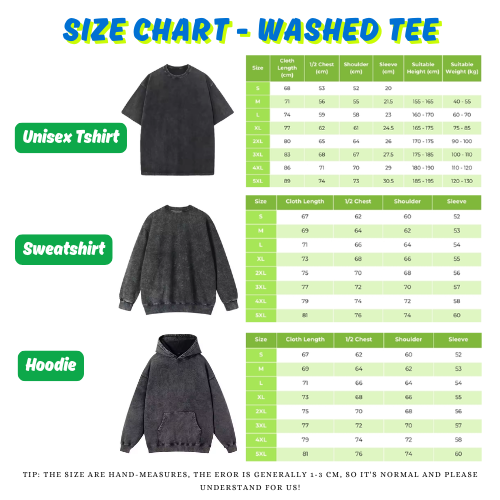 SIZE CHART - WASHED TEE
Size Cloth Length (cm) 1/2 Chest (cm) Shoulder (cm) Sleeve (cm) Suitable Height (cm) Suitable Weight (kg)
S 68 53 52 20
M 71 56 55 21.5 155 - 165 40 - 55
L 74 59 58 23 160 - 170 60 - 70
XL 77 62 61 24.5 165 - 175 75 - 85
2XL 80 65 64 26 170 - 175 90 - 100
3XL 83 68 67 27.5 175 - 185 100 - 110
4XL 86 71 70 29 180 - 190 110 - 120
5XL 89 74 73 30.5 185 - 195 120 - 130
Unisex Tshirt
Size Cloth Length 1/2 Chest Shoulder Sleeve
S 67 62 60 52
M 69 64 62 53
L 71 66 64 54
XL 73 68 66 55
2XL 75 70 68 56
3XL 77 72 70 57
4XL 79 74 72 58
5XL 81 76 74 60
Sweatshirt
Size Cloth Length 1/2 Chest Shoulder Sleeve
S 67 62 60 52
M 69 64 62 53
L 71 66 64 54
XL 73 68 66 55
2XL 75 70 68 56
3XL 77 72 70 57
4XL 79 74 72 58
5XL 81 76 74 60
Hoodie
TIP: THE SIZE ARE HAND-MEASURES, THE EROR IS GENERALLY 1-3 CM, SO IT'S NORMAL AND PLEASE
UNDERSTAND FOR US!